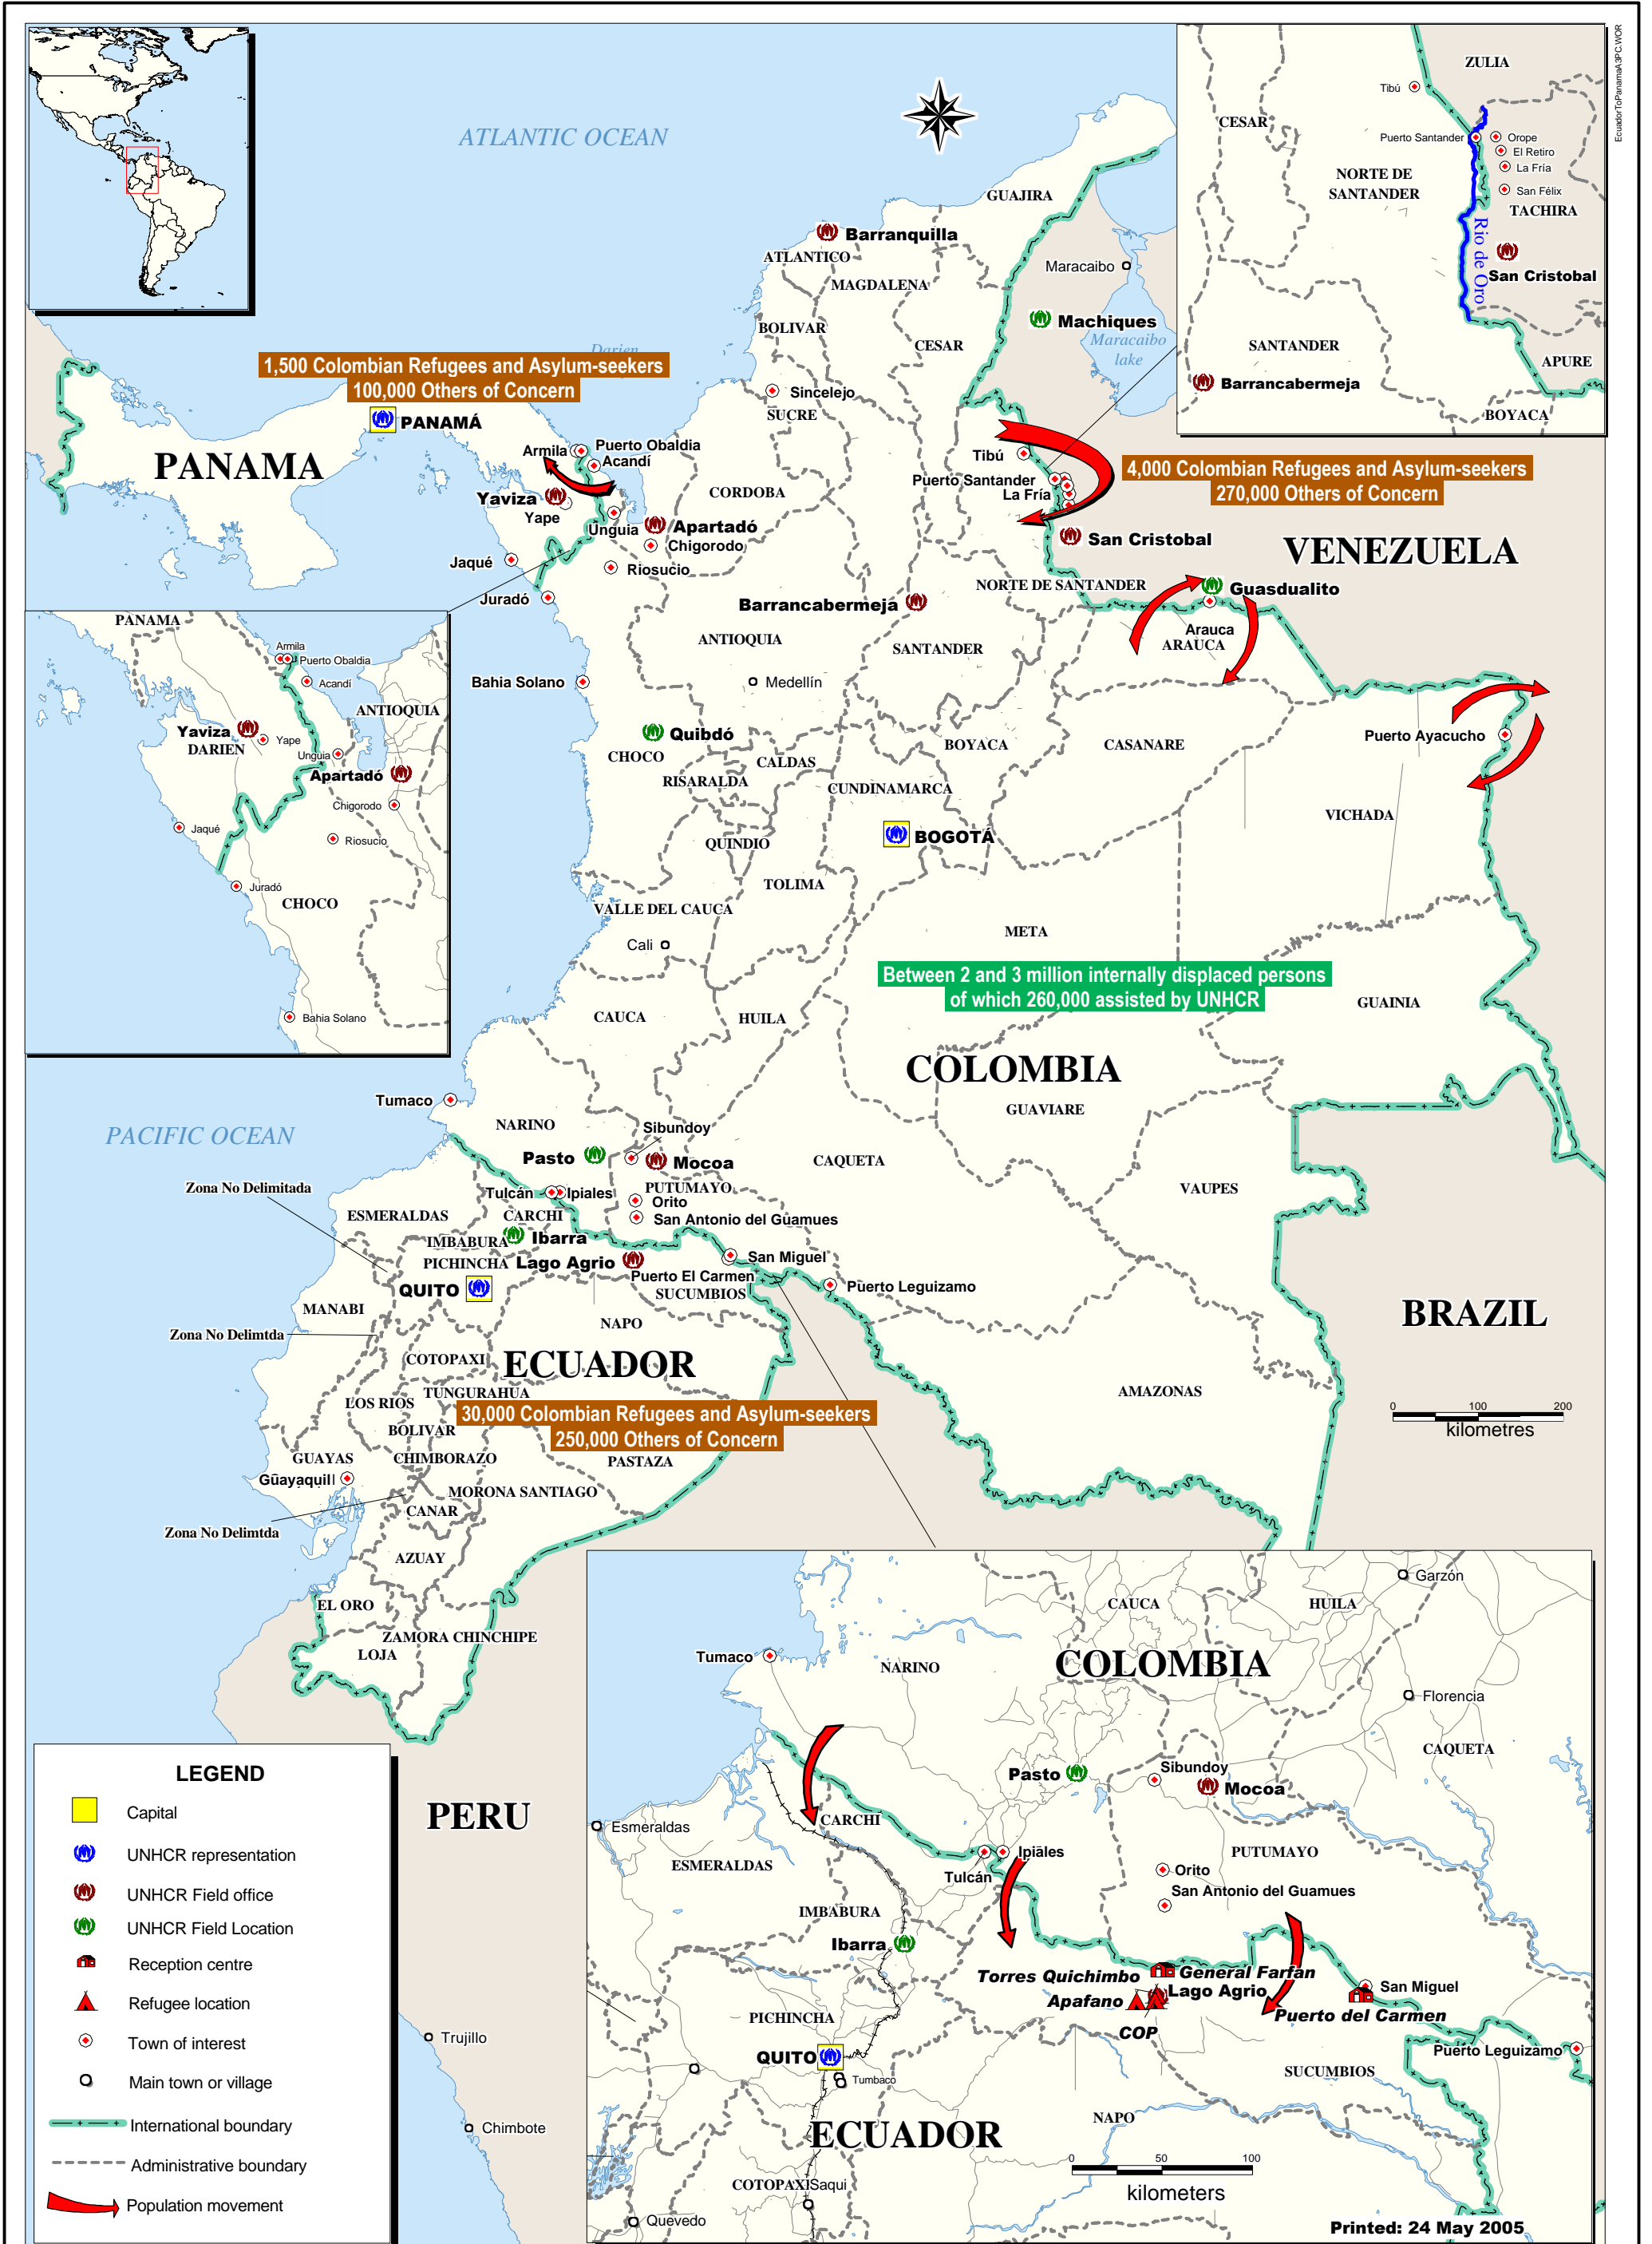 EcuadorToPanamaA3PC.WOR
ATLANTIC OCEAN
GUAJIRA
Barranquilla
ATLANTICO
MAGDALENA
Maracaibo
Machiques
Maracaibo
lake
BOLIVAR
CESAR
Darien
1,500 Colombian Refugees and Asylum-seekers
100,000 Others of Concern
Sincelejo
SUCRE
PANAMÁ
PANAMA
Armila
Puerto Obaldia
Acandí
Yaviza
Yape
Unguia
CORDOBA
Apartadó
Chigorodo
Riosucio
Jaqué
Juradó
Tibú
Puerto Santander
La Fría
4,000 Colombian Refugees and Asylum-seekers
270,000 Others of Concern
San Cristobal
VENEZUELA
NORTE DE SANTANDER
Guasdualito
Arauca
ARAUCA
Barrancabermeja
ANTIOQUIA
SANTANDER
Bahia Solano
Medellín
Quibdó
CHOCO
CALDAS
RISARALDA
BOYACA
CASANARE
Puerto Ayacucho
CUNDINAMARCA
VICHADA
BOGOTÁ
QUINDIO
TOLIMA
VALLE DEL CAUCA
Cali
META
Between 2 and 3 million internally displaced persons
of which 260,000 assisted by UNHCR
GUAINIA
CAUCA
HUILA
COLOMBIA
GUAVIARE
Tumaco
PACIFIC OCEAN
NARINO
Sibundoy
Pasto
Mocoa
CAQUETA
VAUPES
Zona No Delimitada
Tulcán
Ipiales
PUTUMAYO
Orito
San Antonio del Guamues
ESMERALDAS
CARCHI
Ibarra
IMBABURA
PICHINCHA
Lago Agrio
San Miguel
Puerto El Carmen
SUCUMBIOS
Puerto Leguizamo
QUITO
MANABI
NAPO
BRAZIL
Zona No Delimtda
COTOPAXI
ECUADOR
TUNGURAHUA
LOS RIOS
AMAZONAS
30,000 Colombian Refugees and Asylum-seekers
250,000 Others of Concern
BOLIVAR
0 100 200
kilometres
GUAYAS
CHIMBORAZO
PASTAZA
Guayaquil
MORONA SANTIAGO
CANAR
Zona No Delimtda
AZUAY
EL ORO
ZAMORA CHINCHIPE
LOJA
PERU
Trujillo
Chimbote
ZULIA
Tibú
CESAR
Puerto Santander
Orope
El Retiro
La Fría
San Félix
NORTE DE
SANTANDER
TACHIRA
Rio de Oro
San Cristobal
SANTANDER
APURE
Barrancabermeja
BOYACA
PANAMA
Armila
Puerto Obaldia
Acandí
ANTIOQUIA
Yaviza
DARIEN
Yape
Unguia
Apartadó
Chigorodo
Jaqué
Riosucio
Juradó
CHOCO
Bahia Solano
Garzón
CAUCA
HUILA
Tumaco
NARINO
COLOMBIA
Florencia
CAQUETA
Pasto
Sibundoy
Mocoa
Esmeraldas
CARCHI
ESMERALDAS
Ipiales
Tulcán
PUTUMAYO
Orito
San Antonio del Guamues
IMBABURA
Ibarra
Torres Quichimbo
General Farfan
Lago Agrio
Apafano
San Miguel
Puerto del Carmen
COP
PICHINCHA
QUITO
Puerto Leguizamo
Tumbaco
SUCUMBIOS
NAPO
ECUADOR
0 50 100
kilometers
COTOPAXI
Saqui
Quevedo
Printed: 24 May 2005
LEGEND
Capital
UNHCR representation
UNHCR Field office
UNHCR Field Location
Reception centre
Refugee location
Town of interest
Main town or village
International boundary
Administrative boundary
Population movement